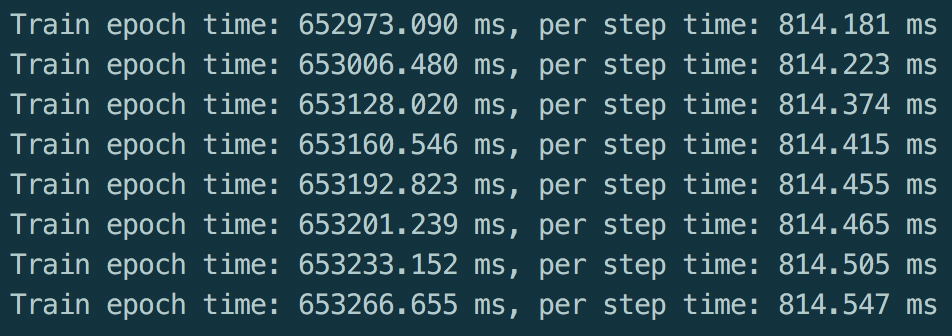 Train epoch time: 652973.090 ms, per step time: 814.181 ms
Train epoch time: 653006.480 ms, per step time: 814.223 ms
Train epoch time: 653128.020 ms, per step time: 814.374 ms
Train epoch time: 653160.546 ms, per step time: 814.415 ms
Train epoch time: 653192.823 ms, per step time: 814.455 ms
Train epoch time: 653201.239 ms, per step time: 814.465 ms
Train epoch time: 653233.152 ms, per step time: 814.505 ms
Train epoch time: 653266.655 ms, per step time: 814.547 ms